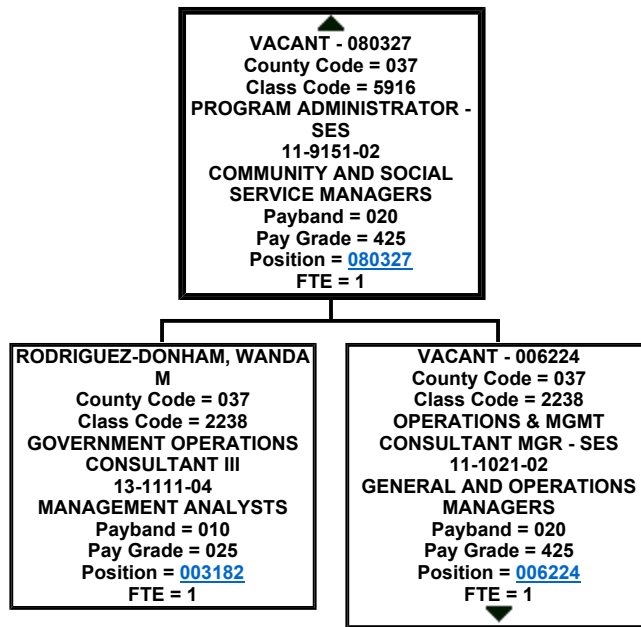 VACANT - 080327
County Code = 037
Class Code = 5916
PROGRAM ADMINISTRATOR -
SES
11-9151-02
COMMUNITY AND SOCIAL
SERVICE MANAGERS
Payband = 020
Pay Grade = 425
Position = 080327
FTE = 1
RODRIGUEZ-DONHAM, WANDA
M
County Code = 037
Class Code = 2238
GOVERNMENT OPERATIONS
CONSULTANT III
13-1111-04
MANAGEMENT ANALYSTS
Payband = 010
Pay Grade = 025
Position = 003182
FTE = 1
VACANT - 006224
County Code = 037
Class Code = 2238
OPERATIONS & MGMT
CONSULTANT MGR - SES
11-1021-02
GENERAL AND OPERATIONS
MANAGERS
Payband = 020
Pay Grade = 425
Position = 006224
FTE = 1